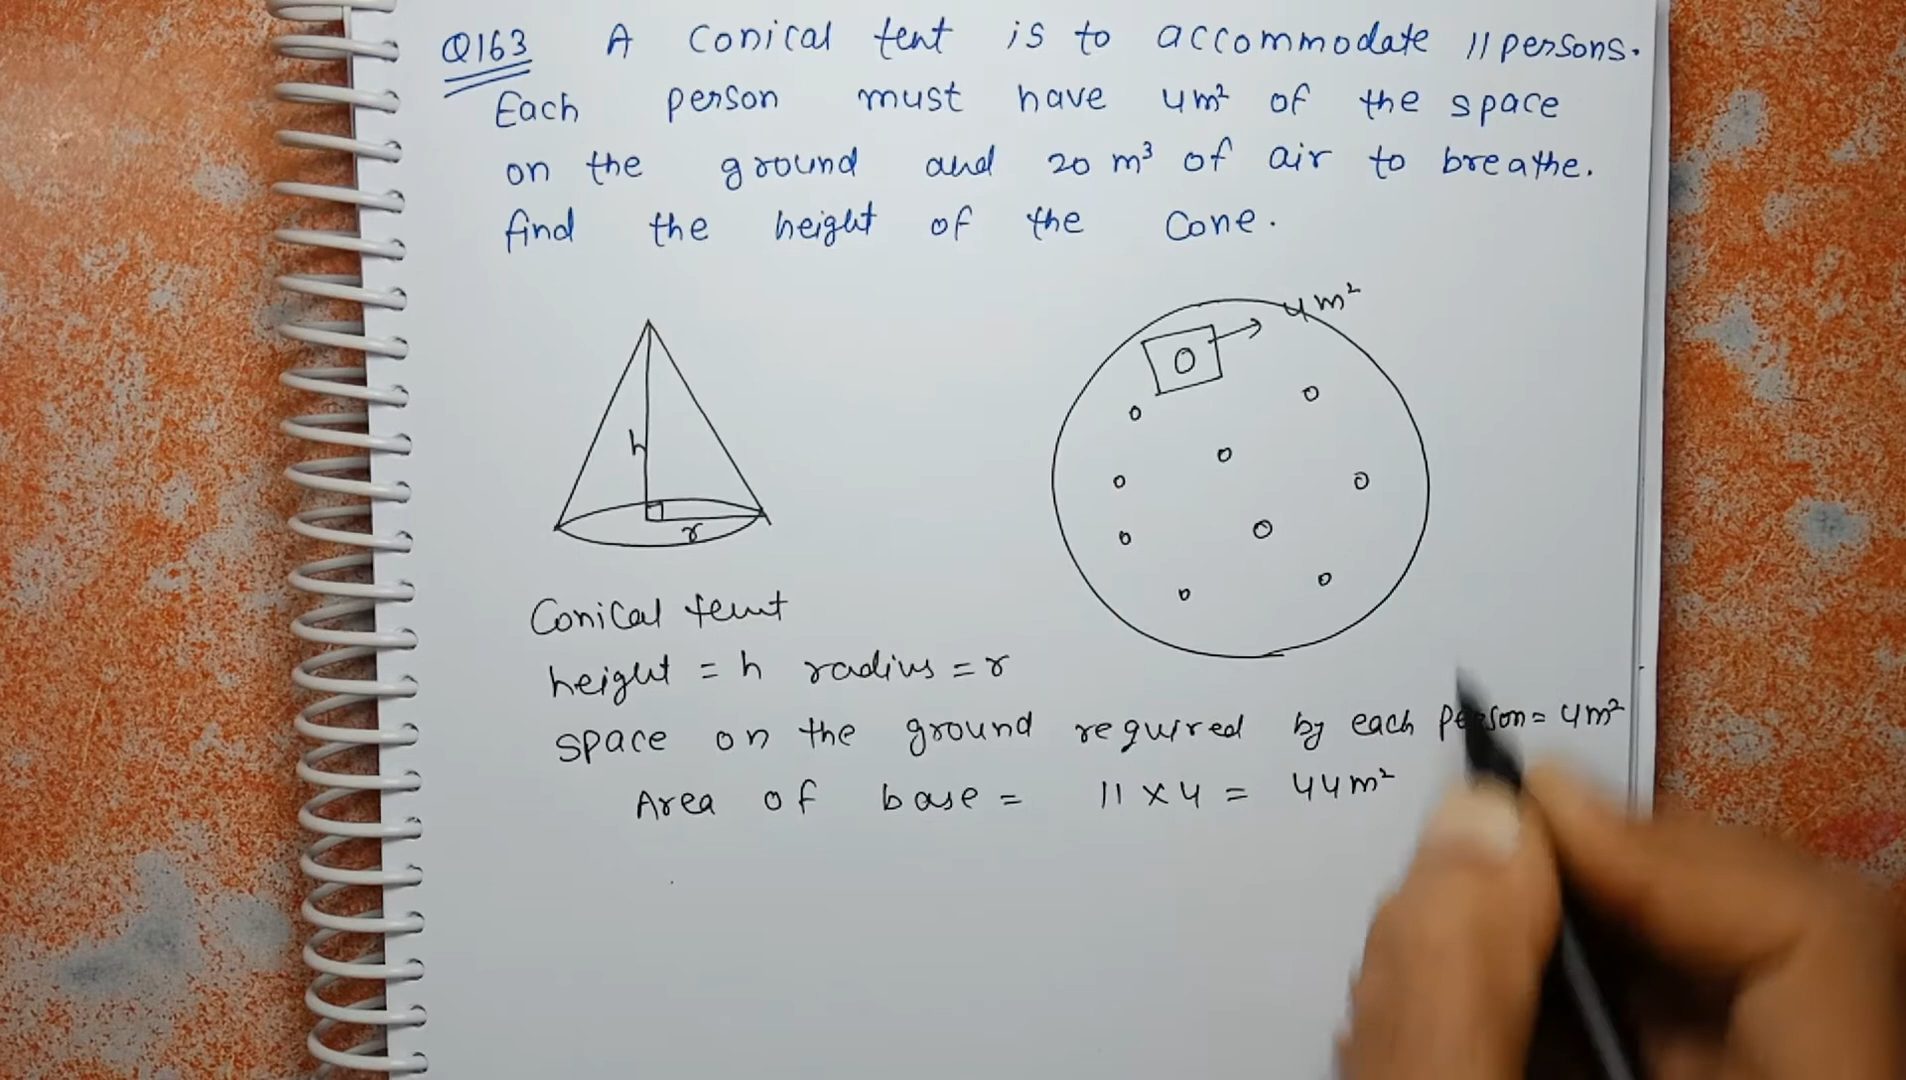 Q163 A conical tent is to accommodate 11 persons.
Each person must have 4m² of the space
on the ground and 20 m³ of air to breathe.
find the height of the Cone.
4m²
h
r
Conical tent
height = h radius = r
space on the ground required by each person = 4m²
Area of base = 11 × 4 = 44m²